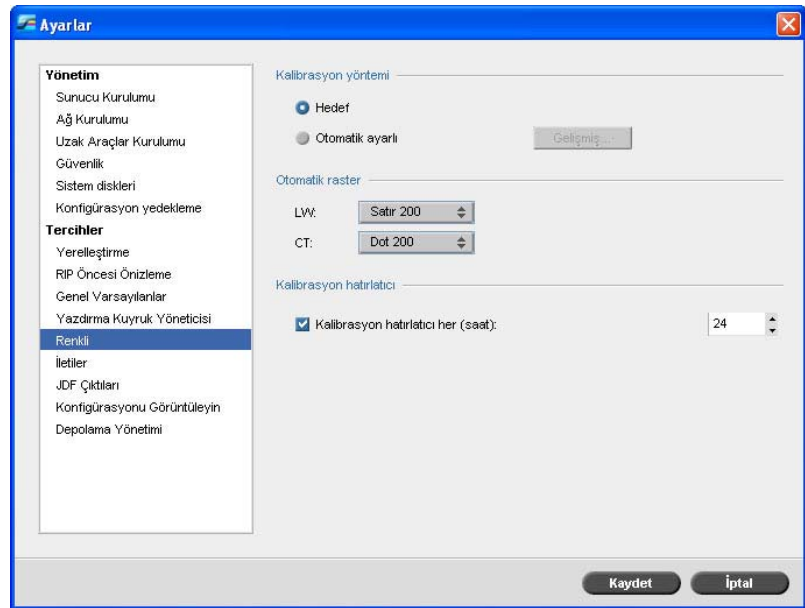 Ayarlar
Yönetim
Sunucu Kurulumu
Ağ Kurulumu
Uzak Araçlar Kurulumu
Güvenlik
Sistem diskleri
Konfigürasyon yedekleme
Tercihler
Yerelleştirme
RIP Öncesi Önizleme
Genel Varsayılanlar
Yazdırma Kuyruk Yöneticisi
Renkli
İletiler
JDF Çıktıları
Konfigürasyonu Görüntüleyin
Depolama Yönetimi
Kalibrasyon yöntemi
Hedef
Otomatik ayarlı Gelişmiş...
Otomatik raster
LW: Satır 200
CT: Dot 200
Kalibrasyon hatırlatıcı
Kalibrasyon hatırlatıcı her (saat): 24
Kaydet İptal